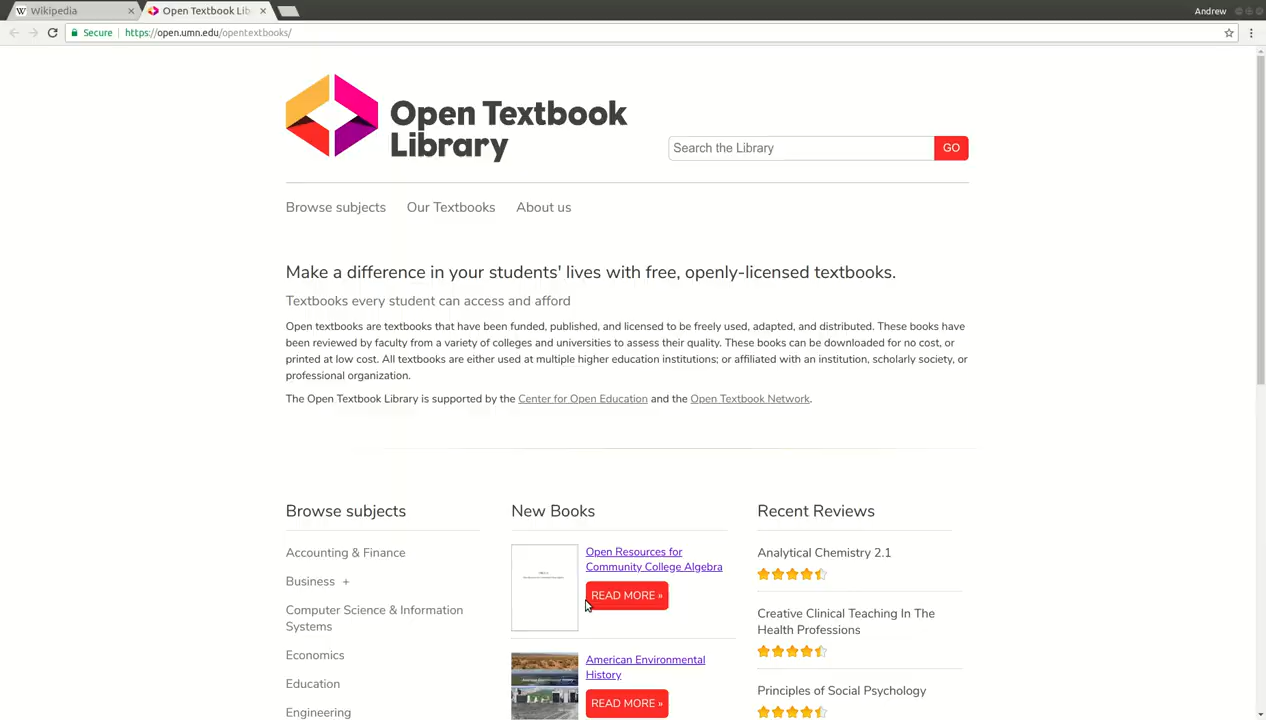 Wikipedia
Open Textbook Lib
Andrew
Secure https://open.umn.edu/opentextbooks/
Open Textbook
Library
Search the Library GO
Browse subjects Our Textbooks About us
Make a difference in your students' lives with free, openly-licensed textbooks.
Textbooks every student can access and afford
Open textbooks are textbooks that have been funded, published, and licensed to be freely used, adapted, and distributed. These books have
been reviewed by faculty from a variety of colleges and universities to assess their quality. These books can be downloaded for no cost, or
printed at low cost. All textbooks are either used at multiple higher education institutions; or affiliated with an institution, scholarly society, or
professional organization.
The Open Textbook Library is supported by the Center for Open Education and the Open Textbook Network.
Browse subjects
Accounting & Finance
Business +
Computer Science & Information
Systems
Economics
Education
Engineering
New Books
Open Resources for
Community College Algebra
READ MORE »
American Environmental
History
READ MORE »
Recent Reviews
Analytical Chemistry 2.1
Creative Clinical Teaching In The
Health Professions
Principles of Social Psychology